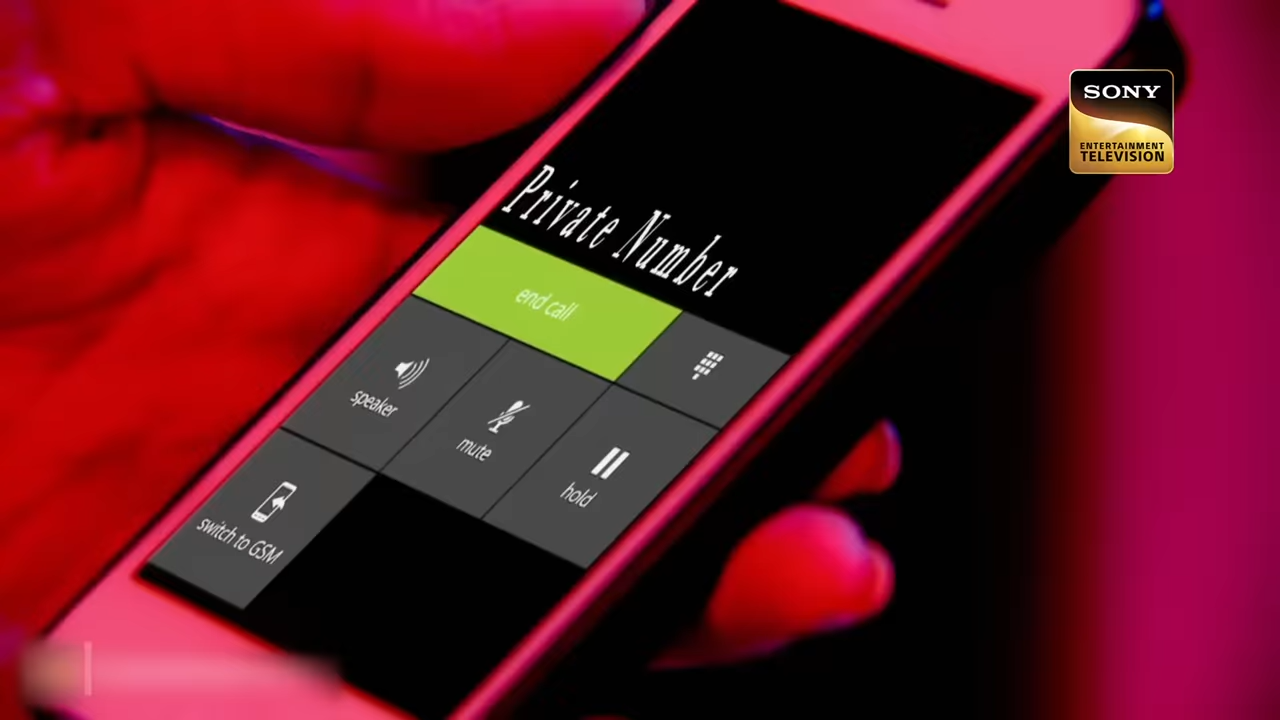 SONY
ENTERTAINMENT
TELEVISION
Private Number
end call
speaker
mute
hold
switch to GSM